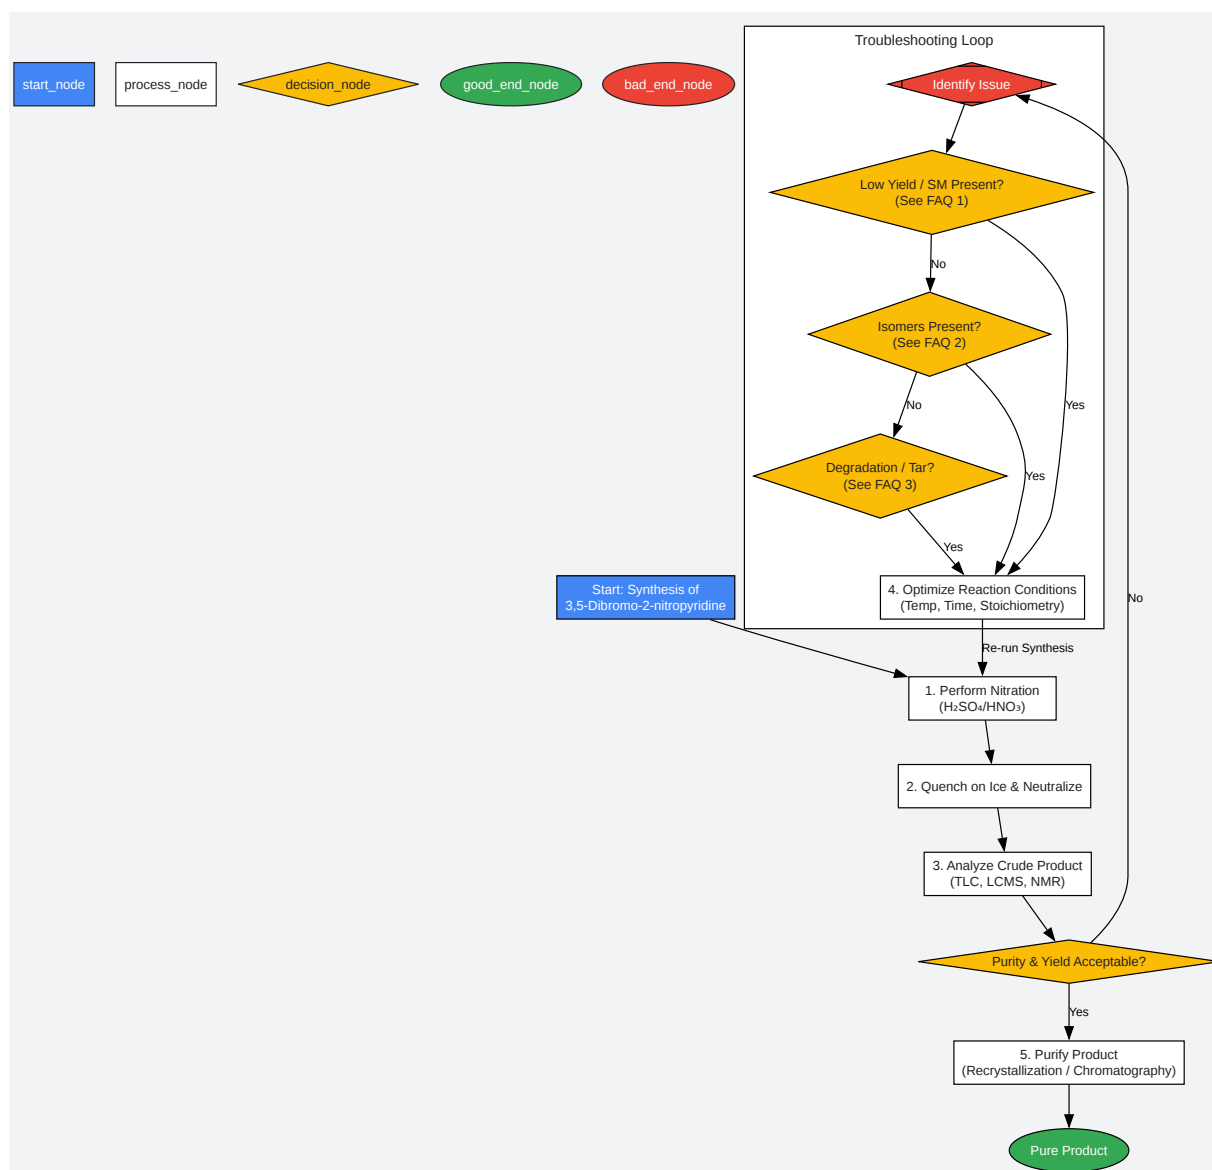 start_node
process_node
decision_node
good_end_node
bad_end_node
Troubleshooting Loop
Identify Issue
Low Yield / SM Present?
(See FAQ 1)
No
Isomers Present?
(See FAQ 2)
No
Yes
Degradation / Tar?
(See FAQ 3)
Yes
Yes
Start: Synthesis of
3,5-Dibromo-2-nitropyridine
4. Optimize Reaction Conditions
(Temp, Time, Stoichiometry)
No
Re-run Synthesis
1. Perform Nitration
(H₂SO₄/HNO₃)
2. Quench on Ice & Neutralize
3. Analyze Crude Product
(TLC, LCMS, NMR)
Purity & Yield Acceptable?
Yes
5. Purify Product
(Recrystallization / Chromatography)
Pure Product